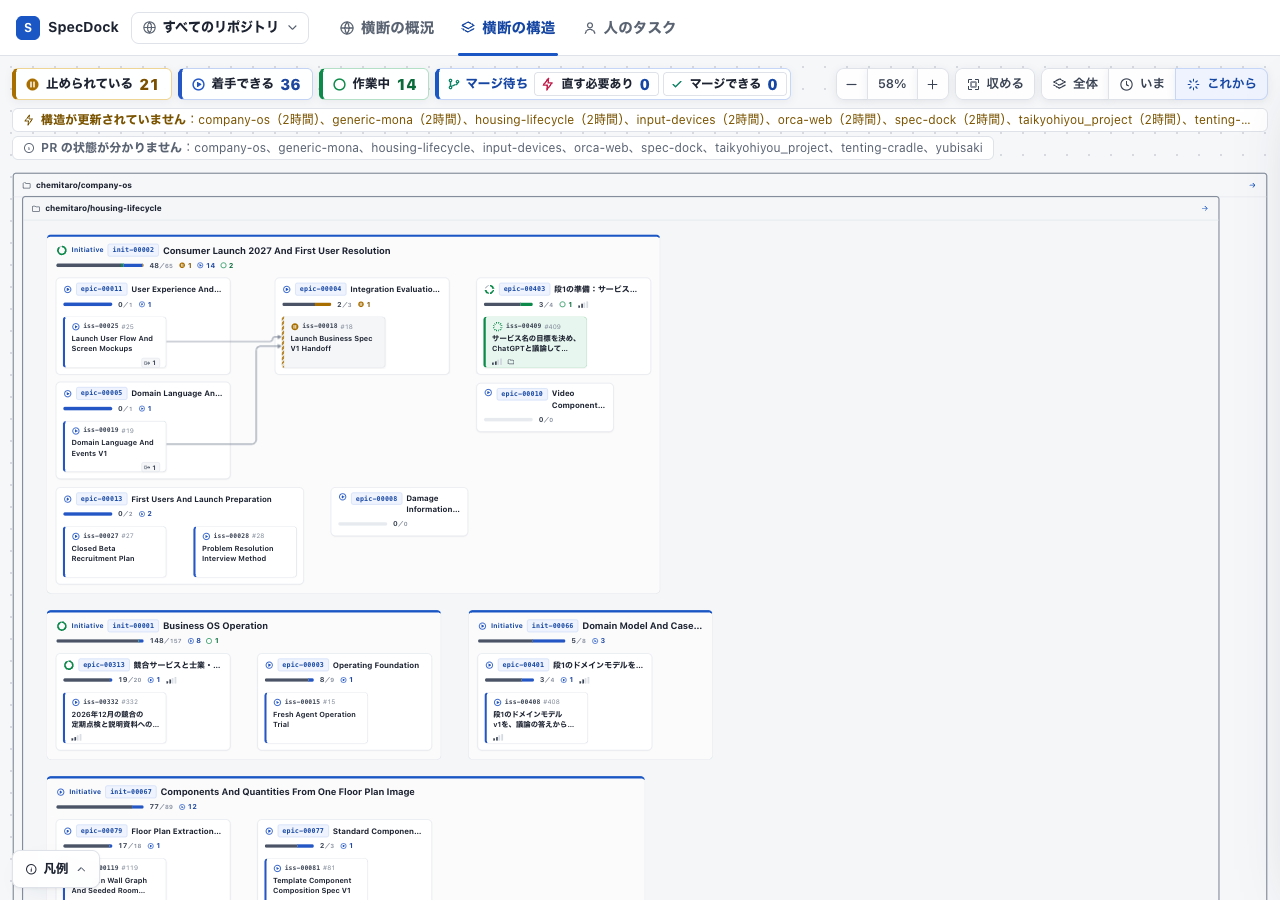 S SpecDock すべてのリポジトリ 横断の概況 横断の構造 人のタスク
止められている 21 着手できる 36 作業中 14 マージ待ち 直す必要あり 0 マージできる 0 58% 収める 全体 いま これから
構造が更新されていません：company-os（2時間）、generic-mona（2時間）、housing-lifecycle（2時間）、input-devices（2時間）、orca-web（2時間）、spec-dock（2時間）、taikyohiyou_project（2時間）、tenting-...
PR の状態が分かりません：company-os、generic-mona、housing-lifecycle、input-devices、orca-web、spec-dock、taikyohiyou_project、tenting-cradle、yubisaki
chemitaro/company-os
chemitaro/housing-lifecycle
Initiative init-00002 Consumer Launch 2027 And First User Resolution
48/65 1 14 2
epic-00011 User Experience And...
0/1 1
iss-00025 #25
Launch User Flow And
Screen Mockups
1
epic-00004 Integration Evaluatio...
2/3 1
iss-00018 #18
Launch Business Spec
V1 Handoff
epic-00403 段1の準備：サービス...
3/4 1
iss-00409 #409
サービス名の目標を決め、
ChatGPTと議論して...
epic-00005 Domain Language An...
0/1 1
iss-00019 #19
Domain Language And
Events V1
1
epic-00010 Video
Component...
0/0
epic-00013 First Users And Launch Preparation
0/2 2
iss-00027 #27
Closed Beta
Recruitment Plan
iss-00028 #28
Problem Resolution
Interview Method
epic-00008 Damage
Information...
0/0
Initiative init-00001 Business OS Operation
148/157 8 1
epic-00313 競合サービスと士業・...
19/20 1
iss-00332 #332
2026年12月の競合の
定期点検と説明資料への...
epic-00003 Operating Foundation
8/9 1
iss-00015 #15
Fresh Agent Operation
Trial
Initiative init-00066 Domain Model And Case...
5/8 3
epic-00401 段1のドメインモデルを...
3/4 1
iss-00408 #408
段1のドメインモデル
v1を、議論の答えから...
Initiative init-00067 Components And Quantities From One Floor Plan Image
77/89 12
epic-00079 Floor Plan Extraction...
17/18 1
00119 #119
n Wall Graph
And Seeded Room...
epic-00077 Standard Componen...
2/3 1
iss-00081 #81
Template Component
Composition Spec V1
凡例